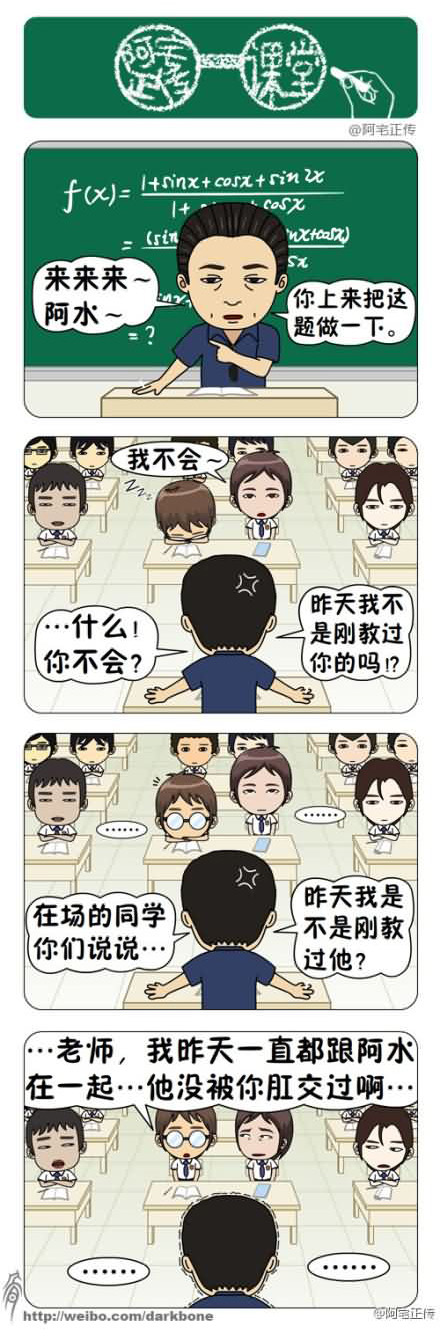 阿宅
正传
课堂
@阿宅正传
f(x)= 1+sinx+cosx+sin2x
来来来~
阿水~
你上来把这
题做一下。
=?
我不会~
…什么!
你不会?
昨天我不
是刚教过
你的吗!?
……
……
在场的同学
你们说说…
昨天我是
不是刚教
过他?
…老师,我昨天一直都跟阿水
在一起…他没被你肛交过啊…
……
……
http://weibo.com/darkbone
@阿宅正传